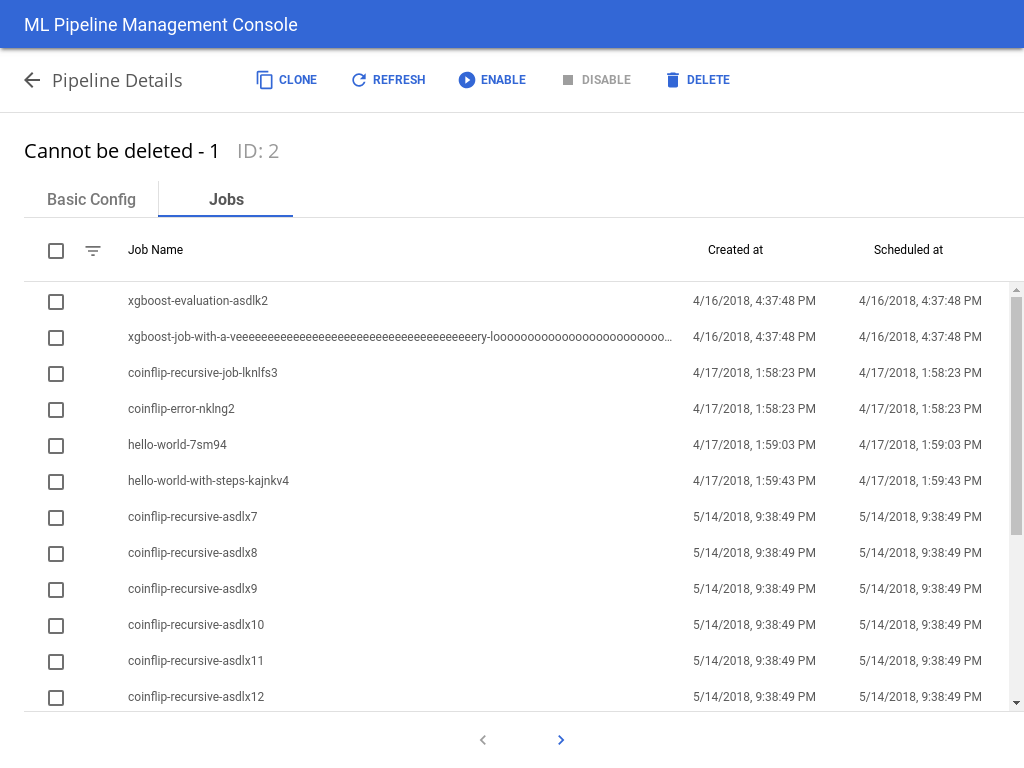 ML Pipeline Management Console
Pipeline Details CLONE REFRESH ENABLE DISABLE DELETE
Cannot be deleted - 1 ID: 2
Basic Config Jobs
Job Name Created at Scheduled at
xgboost-evaluation-asdlk2 4/16/2018, 4:37:48 PM 4/16/2018, 4:37:48 PM
xgboost-job-with-a-veeeeeeeeeeeeeeeeeeeeeeeeeeeeeeeeeeeeeeery-loooooooooooooooooooooooooo... 4/16/2018, 4:37:48 PM 4/16/2018, 4:37:48 PM
coinflip-recursive-job-lknlfs3 4/17/2018, 1:58:23 PM 4/17/2018, 1:58:23 PM
coinflip-error-nklng2 4/17/2018, 1:58:23 PM 4/17/2018, 1:58:23 PM
hello-world-7sm94 4/17/2018, 1:59:03 PM 4/17/2018, 1:59:03 PM
hello-world-with-steps-kajnkv4 4/17/2018, 1:59:43 PM 4/17/2018, 1:59:43 PM
coinflip-recursive-asdlx7 5/14/2018, 9:38:49 PM 5/14/2018, 9:38:49 PM
coinflip-recursive-asdlx8 5/14/2018, 9:38:49 PM 5/14/2018, 9:38:49 PM
coinflip-recursive-asdlx9 5/14/2018, 9:38:49 PM 5/14/2018, 9:38:49 PM
coinflip-recursive-asdlx10 5/14/2018, 9:38:49 PM 5/14/2018, 9:38:49 PM
coinflip-recursive-asdlx11 5/14/2018, 9:38:49 PM 5/14/2018, 9:38:49 PM
coinflip-recursive-asdlx12 5/14/2018, 9:38:49 PM 5/14/2018, 9:38:49 PM